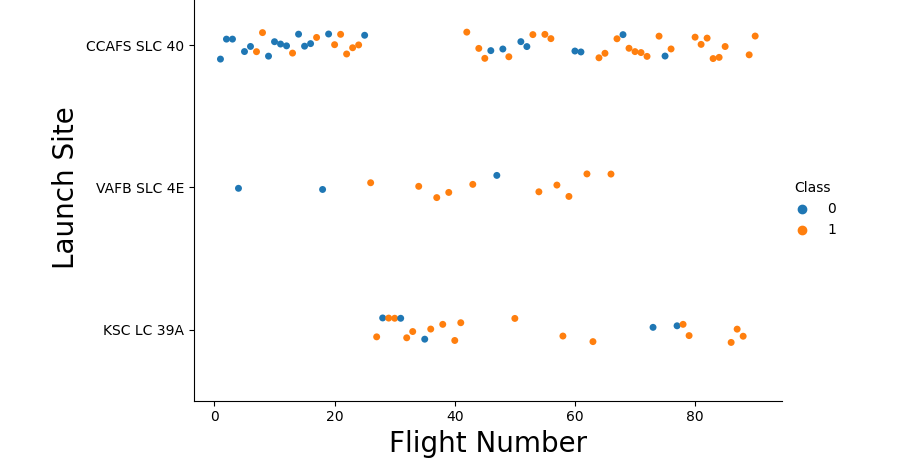 CCAFS SLC 40
VAFB SLC 4E
KSC LC 39A
Launch Site
0 20 40 60 80
Flight Number
Class
0
1